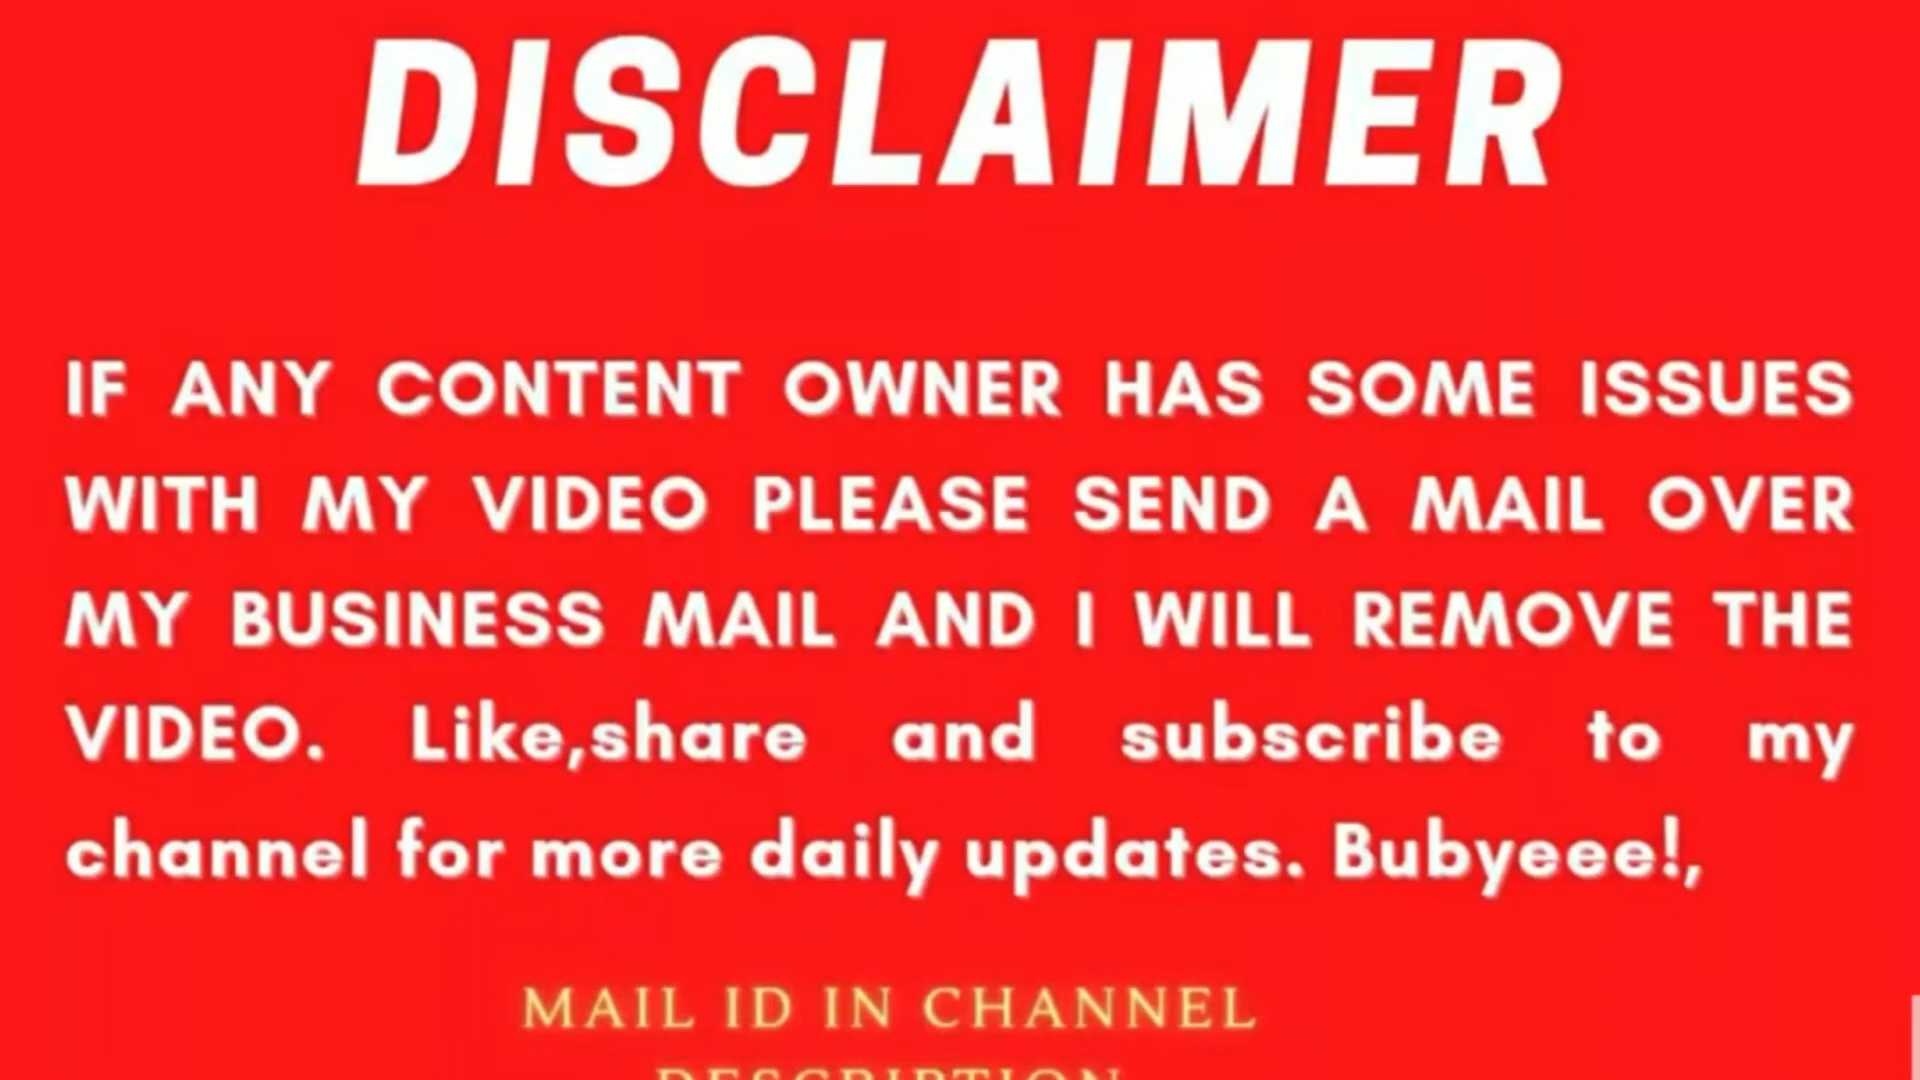 DISCLAIMER
IF ANY CONTENT OWNER HAS SOME ISSUES
WITH MY VIDEO PLEASE SEND A MAIL OVER
MY BUSINESS MAIL AND I WILL REMOVE THE
VIDEO. Like,share and subscribe to my
channel for more daily updates. Bubyeee!,
MAIL ID IN CHANNEL
DESCRIPTION